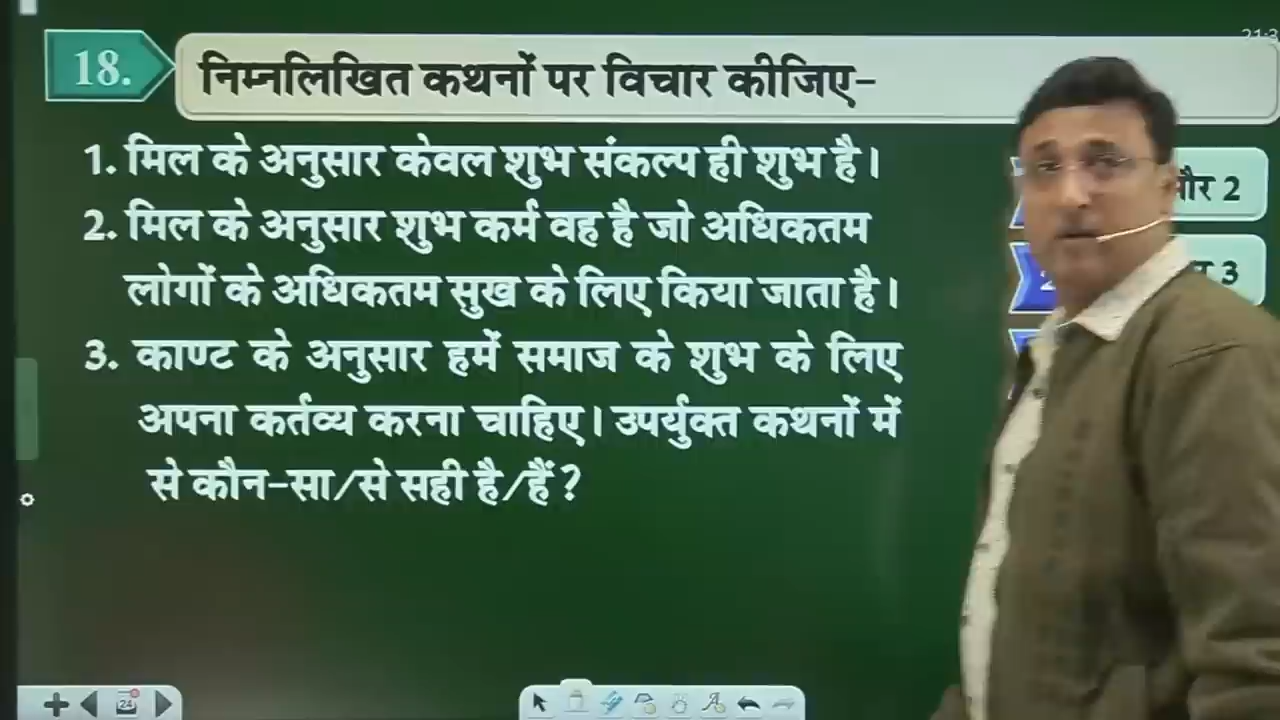 18.
निम्नलिखित कथनों पर विचार कीजिए-
1. मिल के अनुसार केवल शुभ संकल्प ही शुभ है।
2. मिल के अनुसार शुभ कर्म वह है जो अधिकतम
लोगों के अधिकतम सुख के लिए किया जाता है।
3. काण्ट के अनुसार हमें समाज के शुभ के लिए
अपना कर्तव्य करना चाहिए। उपर्युक्त कथनों में
से कौन-सा/से सही है/हैं?
और 2
3
24